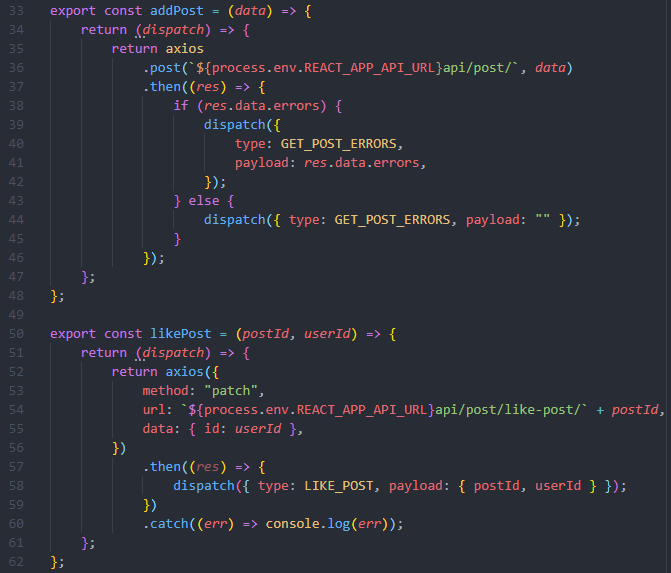 33 export const addPost = (data) => {
34     return (dispatch) => {
35         return axios
36             .post(`${process.env.REACT_APP_API_URL}api/post/`, data)
37             .then((res) => {
38                 if (res.data.errors) {
39                     dispatch({
40                         type: GET_POST_ERRORS,
41                         payload: res.data.errors,
42                     });
43                 } else {
44                     dispatch({ type: GET_POST_ERRORS, payload: "" });
45                 }
46             });
47     };
48 };
49
50 export const likePost = (postId, userId) => {
51     return (dispatch) => {
52         return axios({
53             method: "patch",
54             url: `${process.env.REACT_APP_API_URL}api/post/like-post/` + postId,
55             data: { id: userId },
56         })
57             .then((res) => {
58                 dispatch({ type: LIKE_POST, payload: { postId, userId } });
59             })
60             .catch((err) => console.log(err));
61     };
62 };